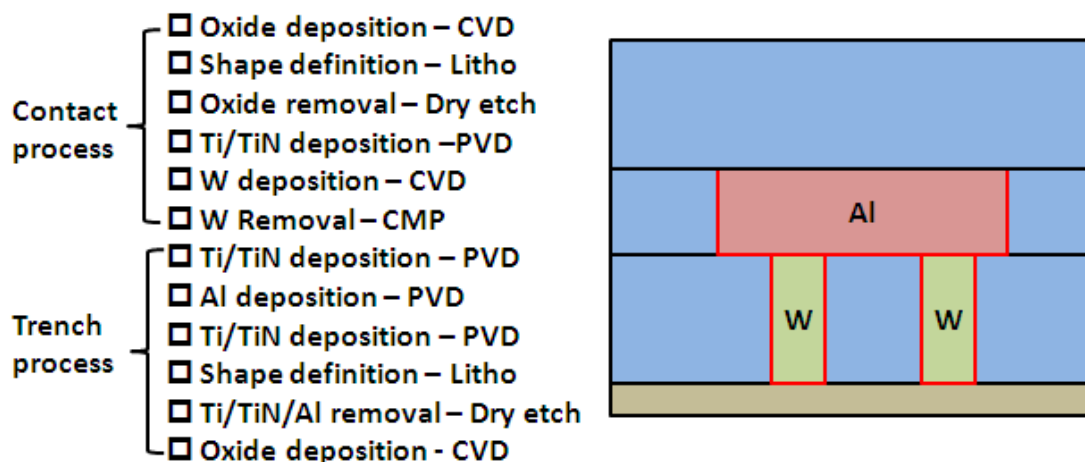 Contact process
Oxide deposition – CVD
Shape definition – Litho
Oxide removal – Dry etch
Ti/TiN deposition –PVD
W deposition – CVD
W Removal – CMP
Trench process
Ti/TiN deposition – PVD
Al deposition – PVD
Ti/TiN deposition – PVD
Shape definition – Litho
Ti/TiN/Al removal – Dry etch
Oxide deposition - CVD
Al
W
W